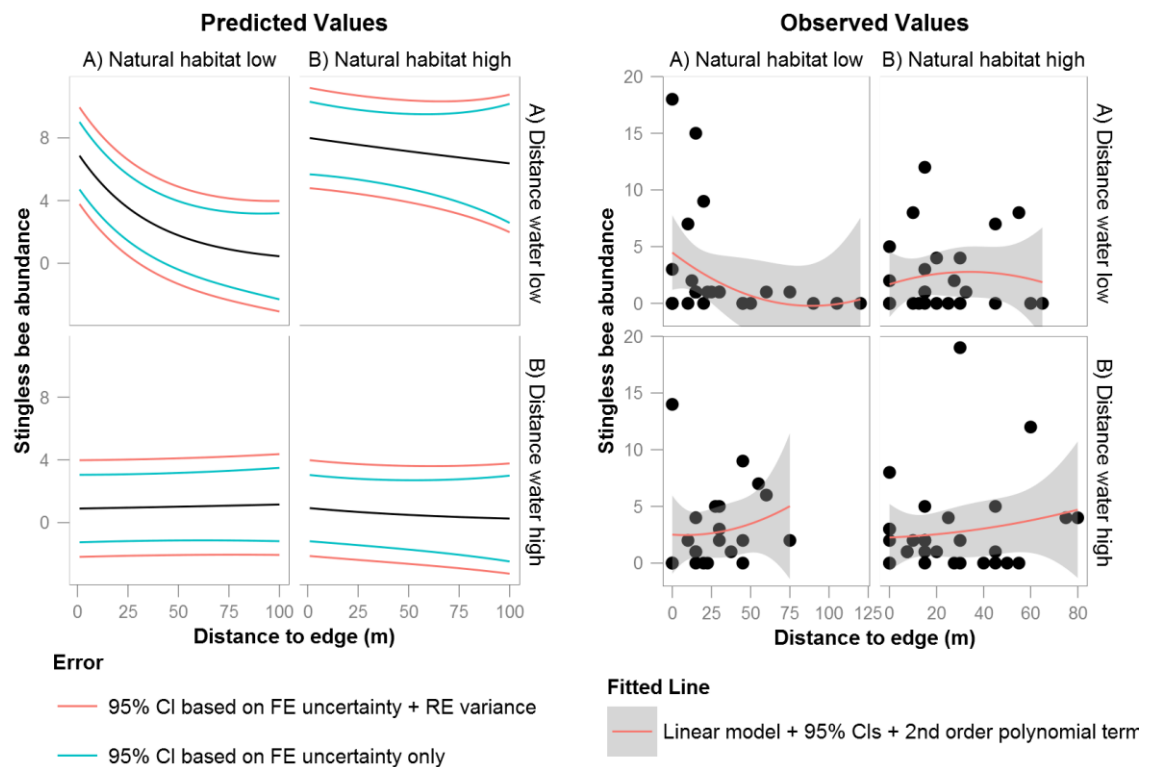 Predicted Values
A) Natural habitat low
B) Natural habitat high
Stingless bee abundance
8
4
0
A) Distance water low
8
4
0
B) Distance water high
0 25 50 75 100 0 25 50 75 100
Distance to edge (m)
Error
95% CI based on FE uncertainty + RE variance
95% CI based on FE uncertainty only
Observed Values
A) Natural habitat low
B) Natural habitat high
Stingless bee abundance
20
15
10
5
0
A) Distance water low
20
15
10
5
0
B) Distance water high
0 25 50 75 100 125 0 20 40 60 80
Distance to edge (m)
Fitted Line
Linear model + 95% CIs + 2nd order polynomial term